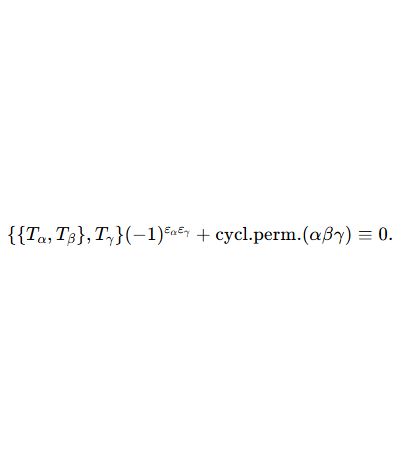 {{T_α, T_β}, T_γ}(−1)^{ε_α ε_γ} + cycl.perm.(αβγ) ≡ 0.